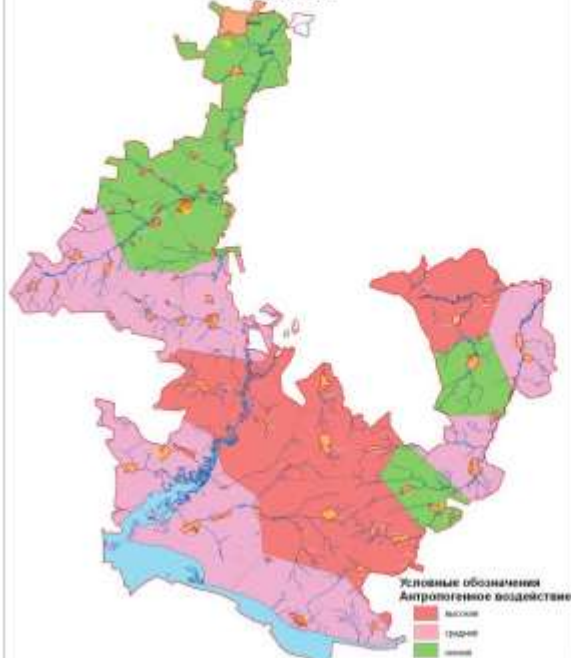 Условные обозначения
Антропогенное воздействие
высокое
среднее
низкое